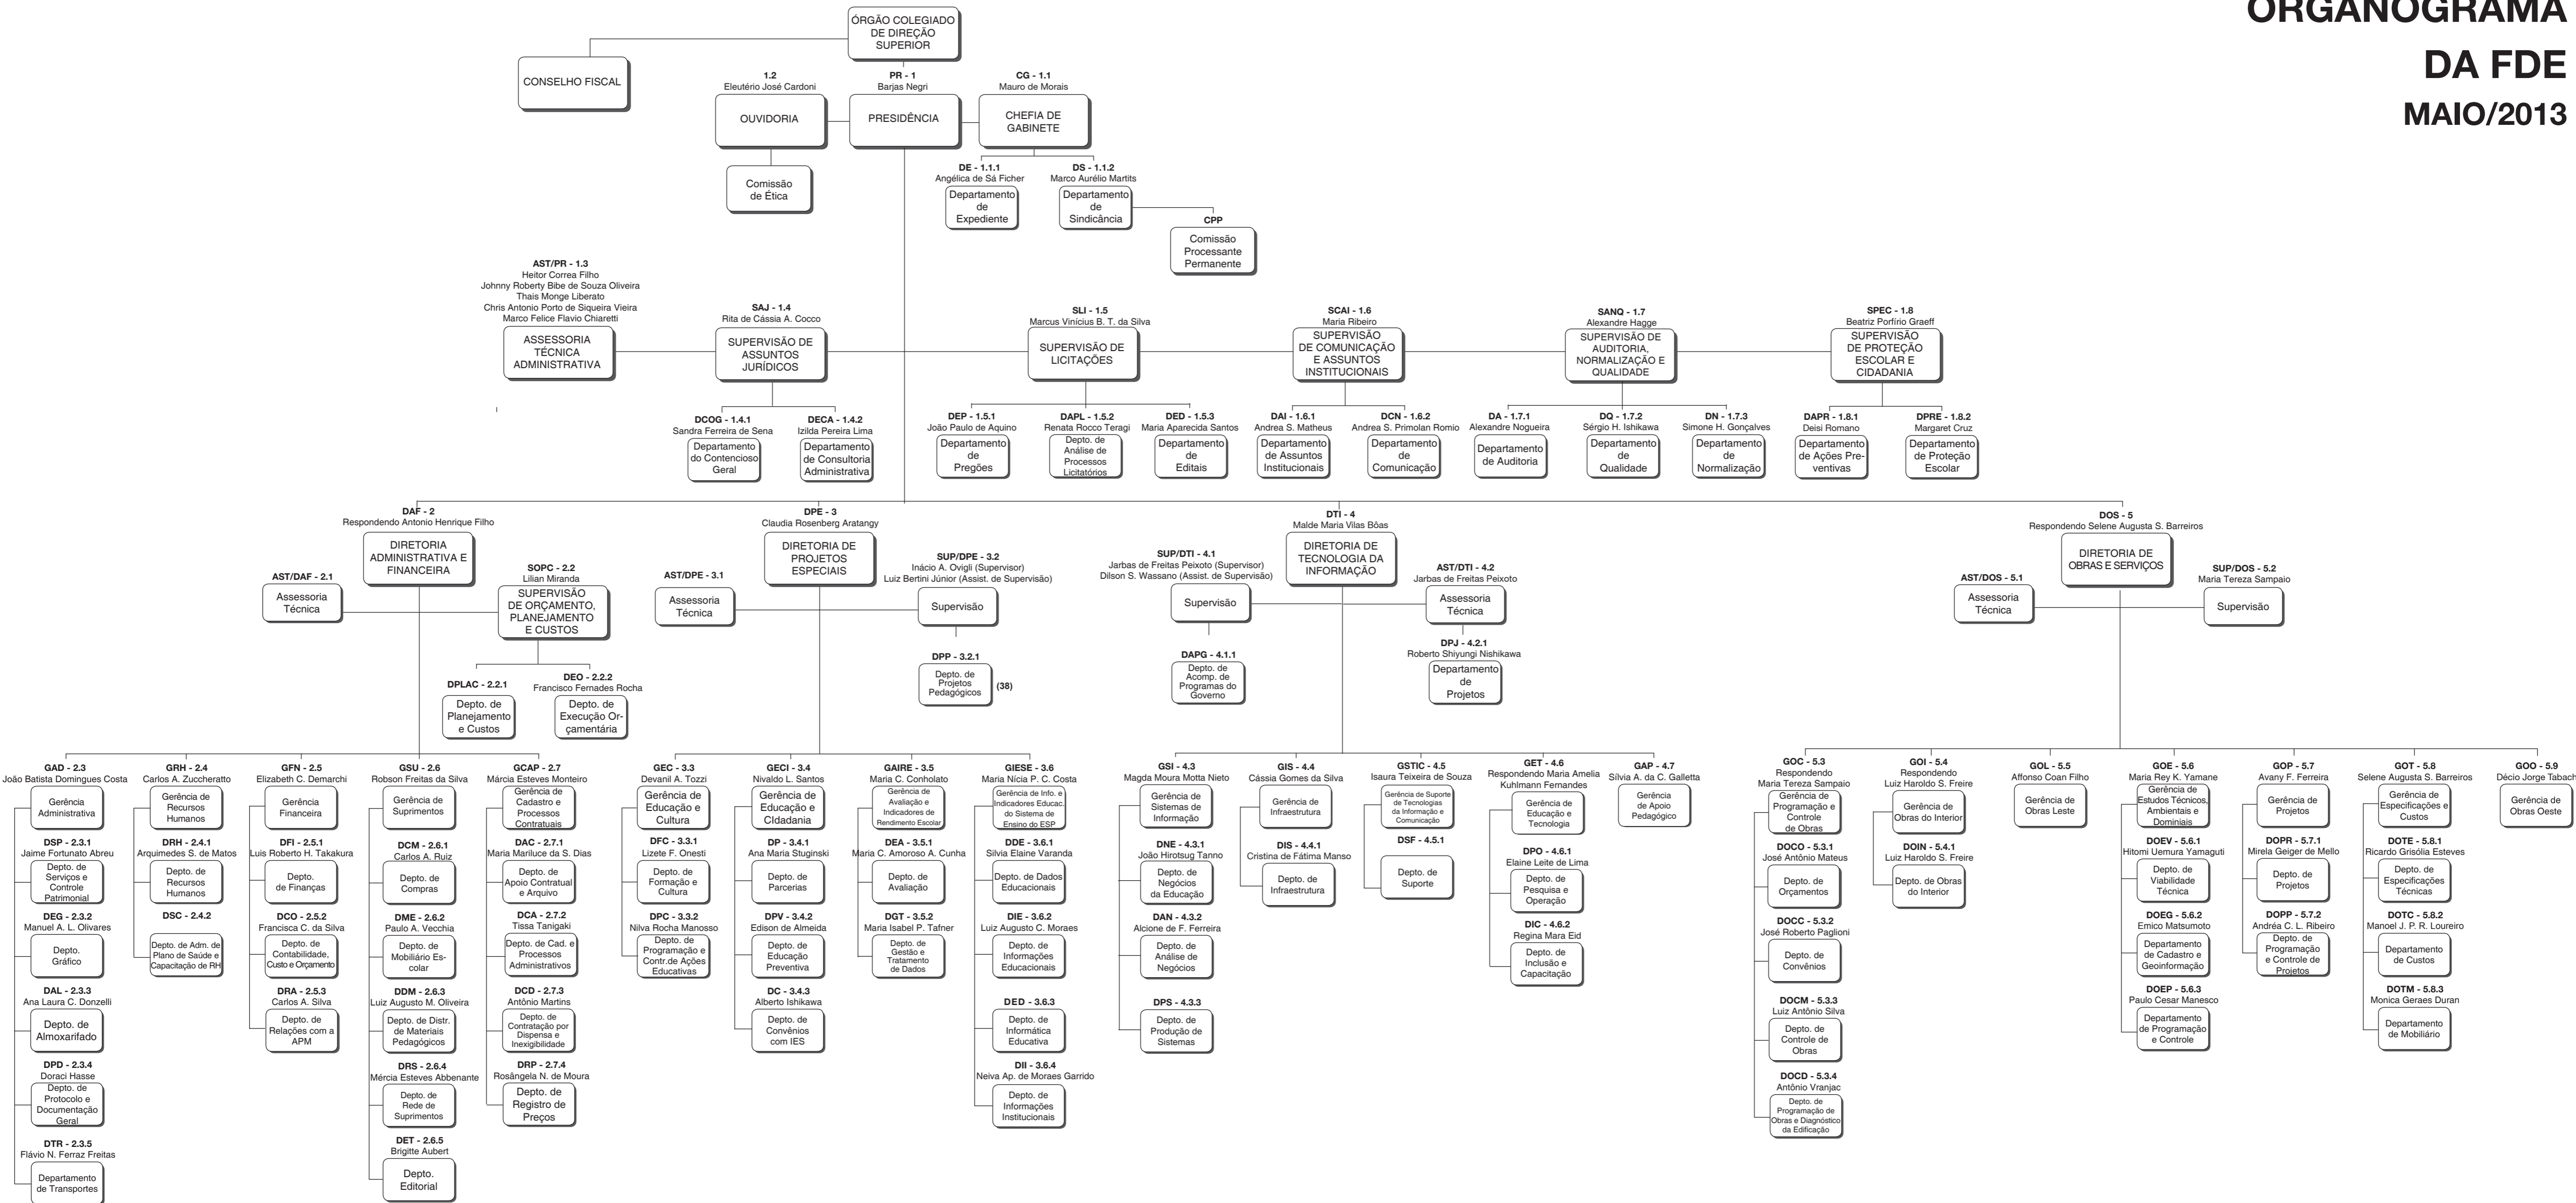 ORGANOGRAMA
DA FDE
MAIO/2013
ÓRGÃO COLEGIADO
DE DIREÇÃO
SUPERIOR
CONSELHO FISCAL
1.2
Eleutério José Cardoni
OUVIDORIA
PR - 1
Barjas Negri
PRESIDÊNCIA
CG - 1.1
Mauro de Morais
CHEFIA DE
GABINETE
Comissão
de Ética
DE - 1.1.1
Angélica de Sá Ficher
Departamento
de
Expediente
DS - 1.1.2
Marco Aurélio Martits
Departamento
de
Sindicância
CPP
Comissão
Processante
Permanente
AST/PR - 1.3
Heitor Correa Filho
Johnny Roberty Bibe de Souza Oliveira
Thais Monge Liberato
Chris Antonio Porto de Siqueira Vieira
Marco Felice Flavio Chiaretti
ASSESSORIA
TÉCNICA
ADMINISTRATIVA
SAJ - 1.4
Rita de Cássia A. Cocco
SUPERVISÃO DE
ASSUNTOS
JURÍDICOS
SLI - 1.5
Marcus Vinícius B. T. da Silva
SUPERVISÃO DE
LICITAÇÕES
SCAI - 1.6
Maria Ribeiro
SUPERVISÃO
DE COMUNICAÇÃO
E ASSUNTOS
INSTITUCIONAIS
SANQ - 1.7
Alexandre Hagge
SUPERVISÃO DE
AUDITORIA,
NORMALIZAÇÃO E
QUALIDADE
SPEC - 1.8
Beatriz Porfírio Graeff
SUPERVISÃO
DE PROTEÇÃO
ESCOLAR E
CIDADANIA
DCOG - 1.4.1
Sandra Ferreira de Sena
Departamento
do Contencioso
Geral
DECA - 1.4.2
Izilda Pereira Lima
Departamento
de Consultoria
Administrativa
DEP - 1.5.1
João Paulo de Aquino
Departamento
de
Pregões
DAPL - 1.5.2
Renata Rocco Teragi
Depto. de
Análise de
Processos
Licitatórios
DED - 1.5.3
Maria Aparecida Santos
Departamento
de
Editais
DAI - 1.6.1
Andrea S. Matheus
Departamento
de Assuntos
Institucionais
DCN - 1.6.2
Andrea S. Primolan Romio
Departamento
de
Comunicação
DA - 1.7.1
Alexandre Nogueira
Departamento
de Auditoria
DQ - 1.7.2
Sérgio H. Ishikawa
Departamento
de
Qualidade
DN - 1.7.3
Simone H. Gonçalves
Departamento
de
Normalização
DAPR - 1.8.1
Deisi Romano
Departamento
de Ações Pre-
ventivas
DPRE - 1.8.2
Margaret Cruz
Departamento
de Proteção
Escolar
DAF - 2
Respondendo Antonio Henrique Filho
DIRETORIA
ADMINISTRATIVA E
FINANCEIRA
AST/DAF - 2.1
Assessoria
Técnica
SOPC - 2.2
Lilian Miranda
SUPERVISÃO
DE ORÇAMENTO,
PLANEJAMENTO
E CUSTOS
DPLAC - 2.2.1
Depto. de
Planejamento
e Custos
DEO - 2.2.2
Francisco Fernades Rocha
Depto. de
Execução Or-
çamentária
DPE - 3
Claudia Rosenberg Aratangy
DIRETORIA DE
PROJETOS
ESPECIAIS
AST/DPE - 3.1
Assessoria
Técnica
SUP/DPE - 3.2
Inácio A. Ovigli (Supervisor)
Luiz Bertini Júnior (Assist. de Supervisão)
Supervisão
DPP - 3.2.1
Depto. de
Projetos
Pedagógicos
(38)
DTI - 4
Malde Maria Vilas Bôas
DIRETORIA DE
TECNOLOGIA DA
INFORMAÇÃO
SUP/DTI - 4.1
Jarbas de Freitas Peixoto (Supervisor)
Dilson S. Wassano (Assist. de Supervisão)
Supervisão
DAPG - 4.1.1
Depto. de
Acomp. de
Programas do
Governo
AST/DTI - 4.2
Jarbas de Freitas Peixoto
Assessoria
Técnica
DPJ - 4.2.1
Roberto Shiyungi Nishikawa
Departamento
de
Projetos
DOS - 5
Respondendo Selene Augusta S. Barreiros
DIRETORIA DE
OBRAS E SERVIÇOS
AST/DOS - 5.1
Assessoria
Técnica
SUP/DOS - 5.2
Maria Tereza Sampaio
Supervisão
GAD - 2.3
João Batista Domingues Costa
Gerência
Administrativa
DSP - 2.3.1
Jaime Fortunato Abreu
Depto. de
Serviços e
Controle
Patrimonial
DEG - 2.3.2
Manuel A. L. Olivares
Depto.
Gráfico
DAL - 2.3.3
Ana Laura C. Donzelli
Depto. de
Almoxarifado
DPD - 2.3.4
Doraci Hasse
Depto. de
Protocolo e
Documentação
Geral
DTR - 2.3.5
Flávio N. Ferraz Freitas
Departamento
de Transportes
GRH - 2.4
Carlos A. Zuccheratto
Gerência de
Recursos
Humanos
DRH - 2.4.1
Arquimedes S. de Matos
Depto. de
Recursos
Humanos
DSC - 2.4.2
Depto. de Adm. de
Plano de Saúde e
Capacitação de RH
GFN - 2.5
Elizabeth C. Demarchi
Gerência
Financeira
DFI - 2.5.1
Luis Roberto H. Takakura
Depto.
de Finanças
DCO - 2.5.2
Francisca C. da Silva
Depto. de
Contabilidade,
Custo e Orçamento
DRA - 2.5.3
Carlos A. Silva
Depto. de
Relações com a
APM
GSU - 2.6
Robson Freitas da Silva
Gerência de
Suprimentos
DCM - 2.6.1
Carlos A. Ruiz
Depto. de
Compras
DME - 2.6.2
Paulo A. Vecchia
Depto. de
Mobiliário Es-
colar
DDM - 2.6.3
Luiz Augusto M. Oliveira
Depto. de Distr.
de Materiais
Pedagógicos
DRS - 2.6.4
Mércia Esteves Abbenante
Depto. de
Rede de
Suprimentos
DET - 2.6.5
Brigitte Aubert
Depto.
Editorial
GCAP - 2.7
Márcia Esteves Monteiro
Gerência de
Cadastro e
Processos
Contratuais
DAC - 2.7.1
Maria Mariluce da S. Dias
Depto. de
Apoio Contratual
e Arquivo
DCA - 2.7.2
Tissa Tanigaki
Depto. de Cad. e
Processos
Administrativos
DCD - 2.7.3
Antônio Martins
Depto. de
Contratação por
Dispensa e
Inexigibilidade
DRP - 2.7.4
Rosângela N. de Moura
Depto. de
Registro de
Preços
GEC - 3.3
Devanil A. Tozzi
Gerência de
Educação e
Cultura
DFC - 3.3.1
Lizete F. Onesti
Depto. de
Formação e
Cultura
DPC - 3.3.2
Nilva Rocha Manosso
Depto. de
Programação e
Contr.de Ações
Educativas
GECI - 3.4
Nivaldo L. Santos
Gerência de
Educação e
CIdadania
DP - 3.4.1
Ana Maria Stuginski
Depto. de
Parcerias
DPV - 3.4.2
Edison de Almeida
Depto. de
Educação
Preventiva
DC - 3.4.3
Alberto Ishikawa
Depto. de
Convênios
com IES
GAIRE - 3.5
Maria C. Conholato
Gerência de
Avaliação e
Indicadores de
Rendimento Escolar
DEA - 3.5.1
Maria C. Amoroso A. Cunha
Depto. de
Avaliação
DGT - 3.5.2
Maria Isabel P. Tafner
Depto. de
Gestão e
Tratamento
de Dados
GIESE - 3.6
Maria Nícia P. C. Costa
Gerência de Info. e
Indicadores Educac.
do Sistema de
Ensino do ESP
DDE - 3.6.1
Silvia Elaine Varanda
Depto. de Dados
Educacionais
DIE - 3.6.2
Luiz Augusto C. Moraes
Depto. de
Informações
Educacionais
DED - 3.6.3
Depto. de
Informática
Educativa
DII - 3.6.4
Neiva Ap. de Moraes Garrido
Depto. de
Informações
Institucionais
GSI - 4.3
Magda Moura Motta Nieto
Gerência de
Sistemas de
Informação
DNE - 4.3.1
João Hirotsug Tanno
Depto. de
Negócios
da Educação
DAN - 4.3.2
Alcione de F. Ferreira
Depto. de
Análise de
Negócios
DPS - 4.3.3
Depto. de
Produção de
Sistemas
GIS - 4.4
Cássia Gomes da Silva
Gerência de
Infraestrutura
DIS - 4.4.1
Cristina de Fátima Manso
Depto. de
Infraestrutura
GSTIC - 4.5
Isaura Teixeira de Souza
Gerência de Suporte
de Tecnologias
da Informação e
Comunicação
DSF - 4.5.1
Depto. de
Suporte
GET - 4.6
Respondendo Maria Amelia
Kuhlmann Fernandes
Gerência de
Educação e
Tecnologia
DPO - 4.6.1
Elaine Leite de Lima
Depto. de
Pesquisa e
Operação
DIC - 4.6.2
Regina Mara Eid
Depto. de
Inclusão e
Capacitação
GAP - 4.7
Sílvia A. da C. Galletta
Gerência
de Apoio
Pedagógico
GOC - 5.3
Respondendo
Maria Tereza Sampaio
Gerência de
Programação e
Controle
de Obras
DOCO - 5.3.1
José Antônio Mateus
Depto. de
Orçamentos
DOCC - 5.3.2
José Roberto Paglioni
Depto. de
Convênios
DOCM - 5.3.3
Luiz Antônio Silva
Depto. de
Controle de
Obras
DOCD - 5.3.4
Antônio Vranjac
Depto. de
Programação de
Obras e Diagnóstico
da Edificação
GOI - 5.4
Respondendo
Luiz Haroldo S. Freire
Gerência de
Obras do Interior
DOIN - 5.4.1
Luiz Haroldo S. Freire
Depto. de Obras
do Interior
GOL - 5.5
Affonso Coan Filho
Gerência de
Obras Leste
GOE - 5.6
Maria Rey K. Yamane
Gerência de
Estudos Técnicos,
Ambientais e
Dominiais
DOEV - 5.6.1
Hitomi Uemura Yamaguti
Depto. de
Viabilidade
Técnica
DOEG - 5.6.2
Emico Matsumoto
Departamento
de Cadastro e
Geoinformação
DOEP - 5.6.3
Paulo Cesar Manesco
Departamento
de Programação
e Controle
GOP - 5.7
Avany F. Ferreira
Gerência de
Projetos
DOPR - 5.7.1
Mirela Geiger de Mello
Depto. de
Projetos
DOPP - 5.7.2
Andréa C. L. Ribeiro
Depto. de
Programação
e Controle de
Projetos
GOT - 5.8
Selene Augusta S. Barreiros
Gerência de
Especificações e
Custos
DOTE - 5.8.1
Ricardo Grisólia Esteves
Depto. de
Especificações
Técnicas
DOTC - 5.8.2
Manoel J. P. R. Loureiro
Departamento
de Custos
DOTM - 5.8.3
Monica Geraes Duran
Departamento
de Mobiliário
GOO - 5.9
Décio Jorge Tabach
Gerência de
Obras Oeste